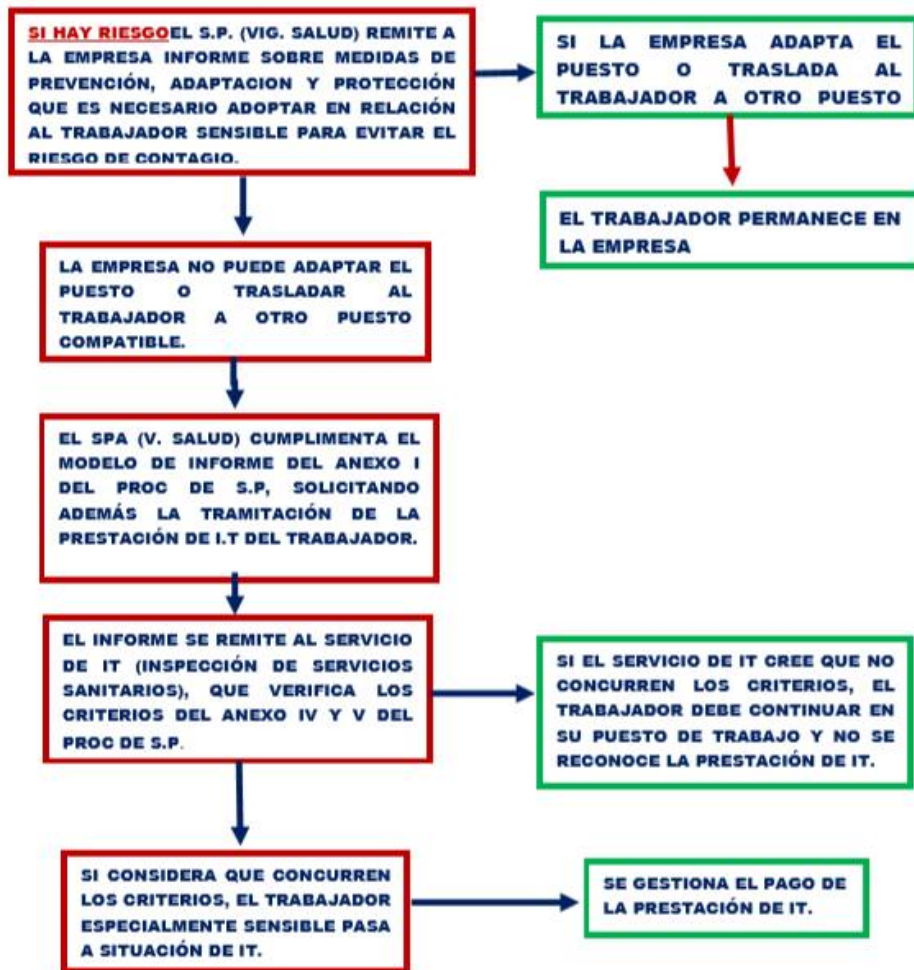 SI HAY RIESGOEL S.P. (VIG. SALUD) REMITE A
LA EMPRESA INFORME SOBRE MEDIDAS DE
PREVENCIÓN, ADAPTACION Y PROTECCIÓN
QUE ES NECESARIO ADOPTAR EN RELACIÓN
AL TRABAJADOR SENSIBLE PARA EVITAR EL
RIESGO DE CONTAGIO.
SI LA EMPRESA ADAPTA EL
PUESTO O TRASLADA AL
TRABAJADOR A OTRO PUESTO
EL TRABAJADOR PERMANECE EN
LA EMPRESA
LA EMPRESA NO PUEDE ADAPTAR EL
PUESTO O TRASLADAR AL
TRABAJADOR A OTRO PUESTO
COMPATIBLE.
EL SPA (V. SALUD) CUMPLIMENTA EL
MODELO DE INFORME DEL ANEXO I
DEL PROC DE S.P, SOLICITANDO
ADEMÁS LA TRAMITACIÓN DE LA
PRESTACIÓN DE I.T DEL TRABAJADOR.
EL INFORME SE REMITE AL SERVICIO
DE IT (INSPECCIÓN DE SERVICIOS
SANITARIOS), QUE VERIFICA LOS
CRITERIOS DEL ANEXO IV Y V DEL
PROC DE S.P.
SI EL SERVICIO DE IT CREE QUE NO
CONCURREN LOS CRITERIOS, EL
TRABAJADOR DEBE CONTINUAR EN
SU PUESTO DE TRABAJO Y NO SE
RECONOCE LA PRESTACIÓN DE IT.
SI CONSIDERA QUE CONCURREN
LOS CRITERIOS, EL TRABAJADOR
ESPECIALMENTE SENSIBLE PASA
A SITUACIÓN DE IT.
SE GESTIONA EL PAGO DE
LA PRESTACIÓN DE IT.